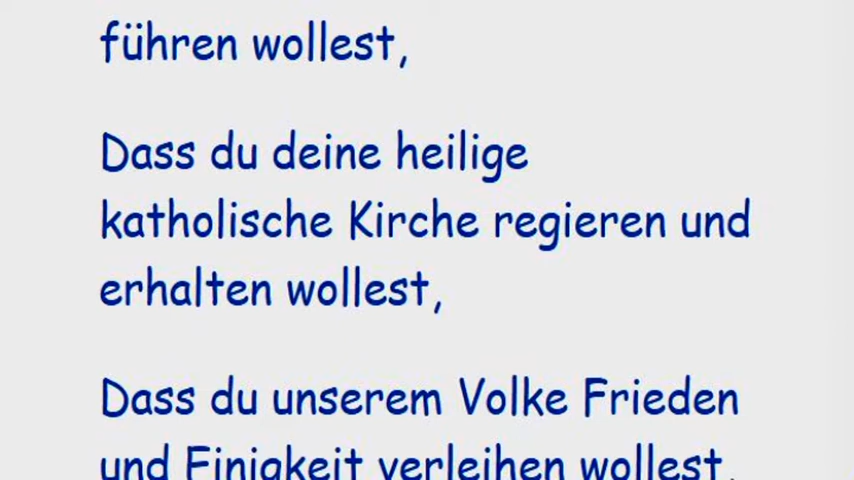 führen wollest,
Dass du deine heilige
katholische Kirche regieren und
erhalten wollest,
Dass du unserem Volke Frieden
und Einigkeit verleihen wollest,